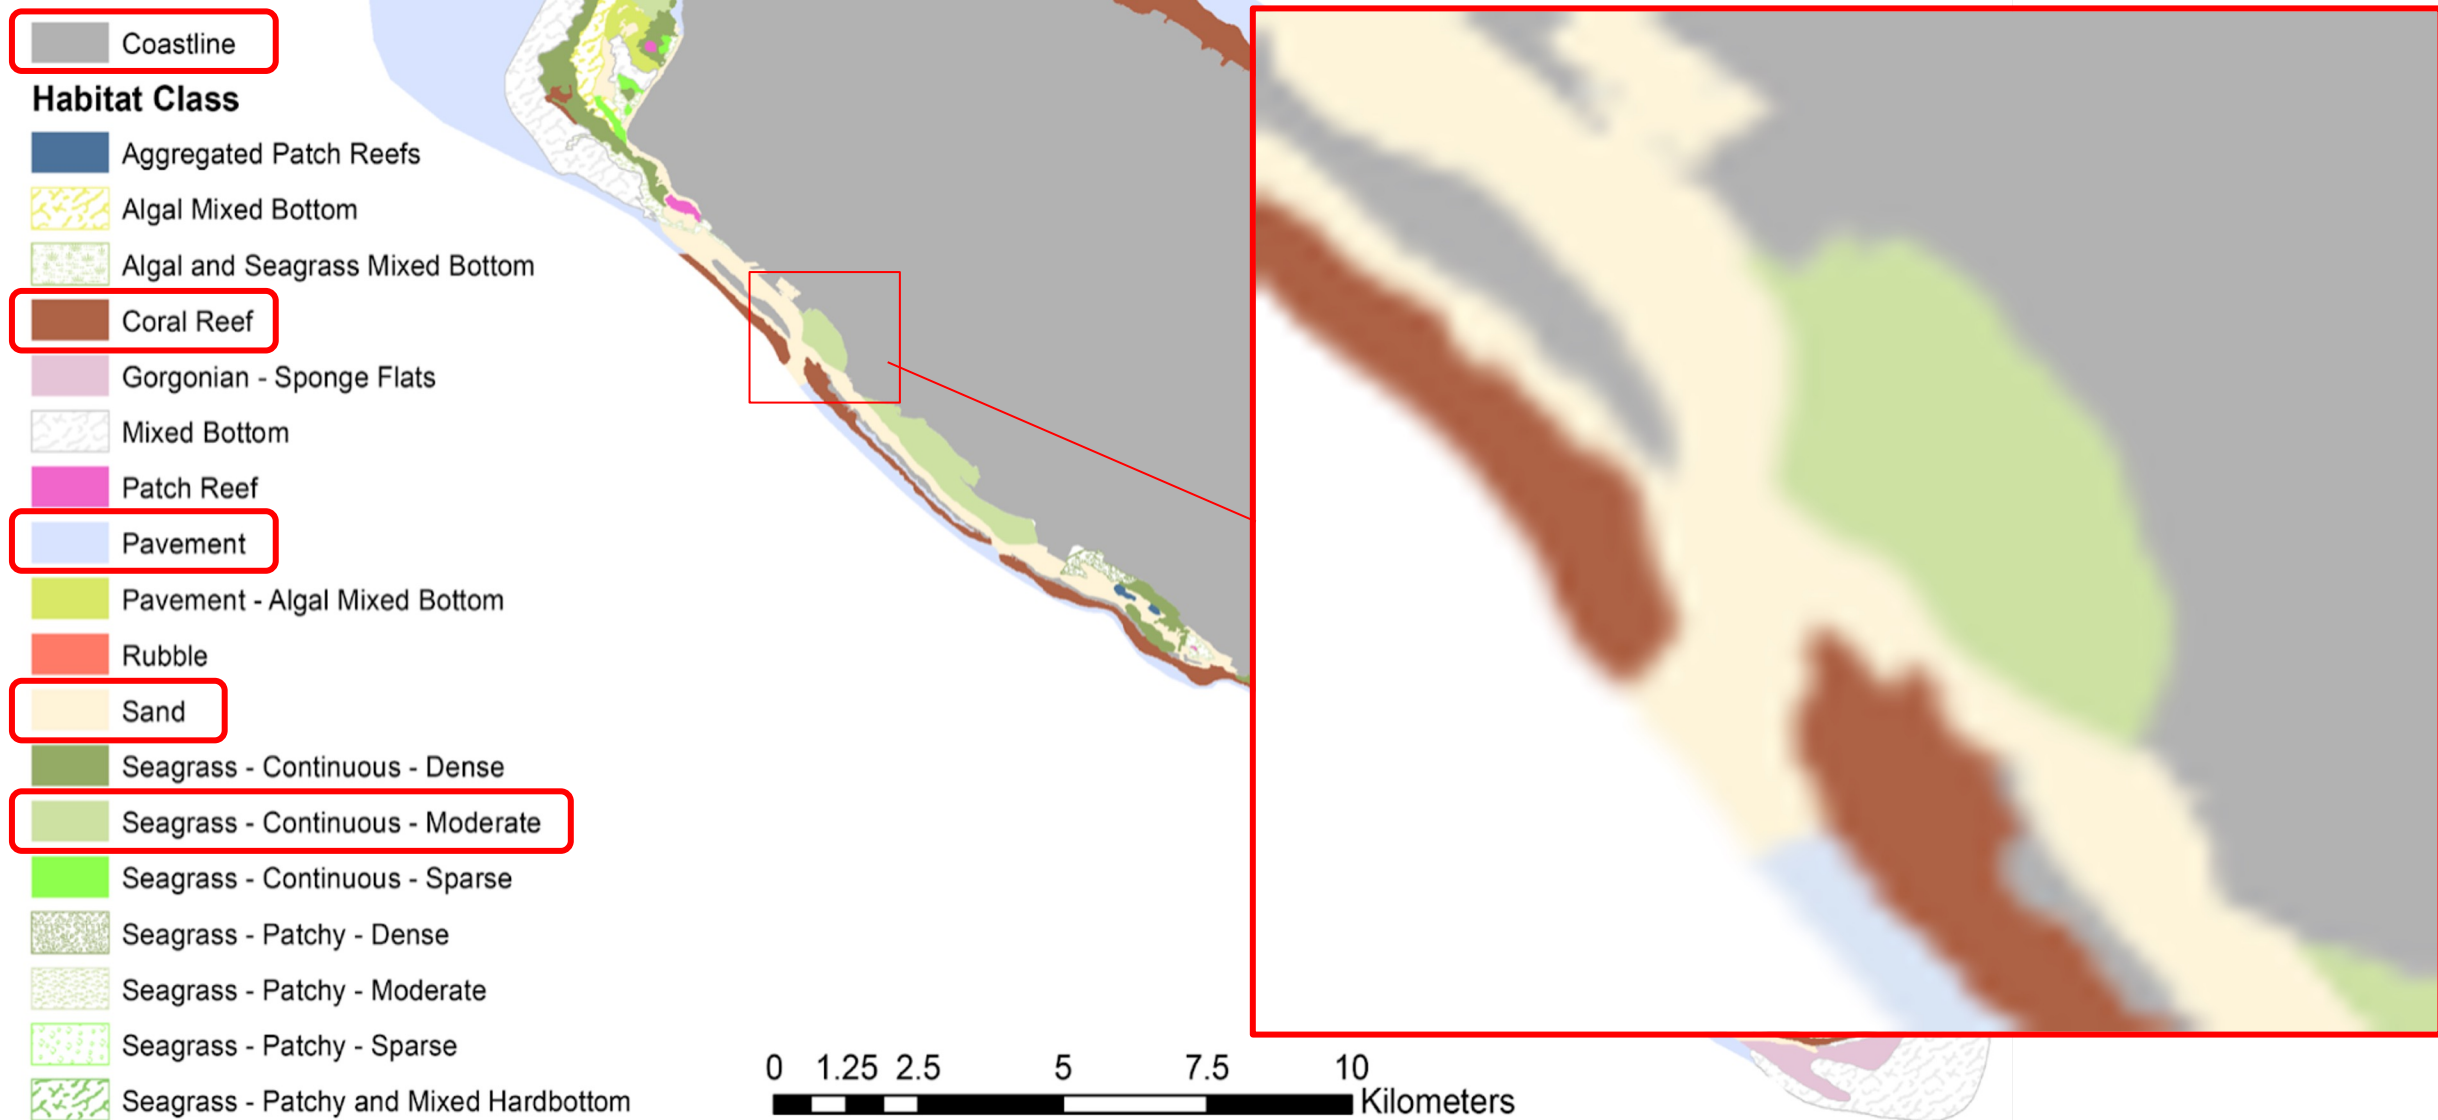 Coastline
Habitat Class
Aggregated Patch Reefs
Algal Mixed Bottom
Algal and Seagrass Mixed Bottom
Coral Reef
Gorgonian - Sponge Flats
Mixed Bottom
Patch Reef
Pavement
Pavement - Algal Mixed Bottom
Rubble
Sand
Seagrass - Continuous - Dense
Seagrass - Continuous - Moderate
Seagrass - Continuous - Sparse
Seagrass - Patchy - Dense
Seagrass - Patchy - Moderate
Seagrass - Patchy - Sparse
Seagrass - Patchy and Mixed Hardbottom
0 1.25 2.5 5 7.5 10
Kilometers